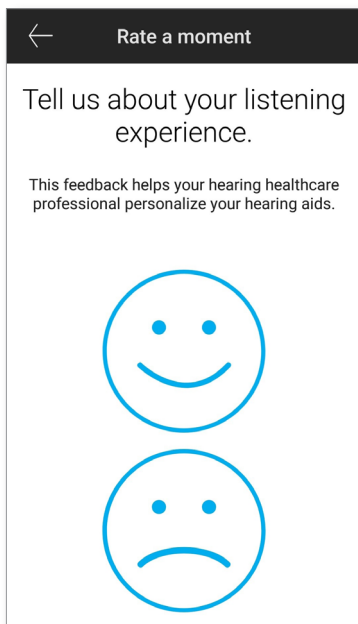 Rate a moment
Tell us about your listening
experience.
This feedback helps your hearing healthcare
professional personalize your hearing aids.